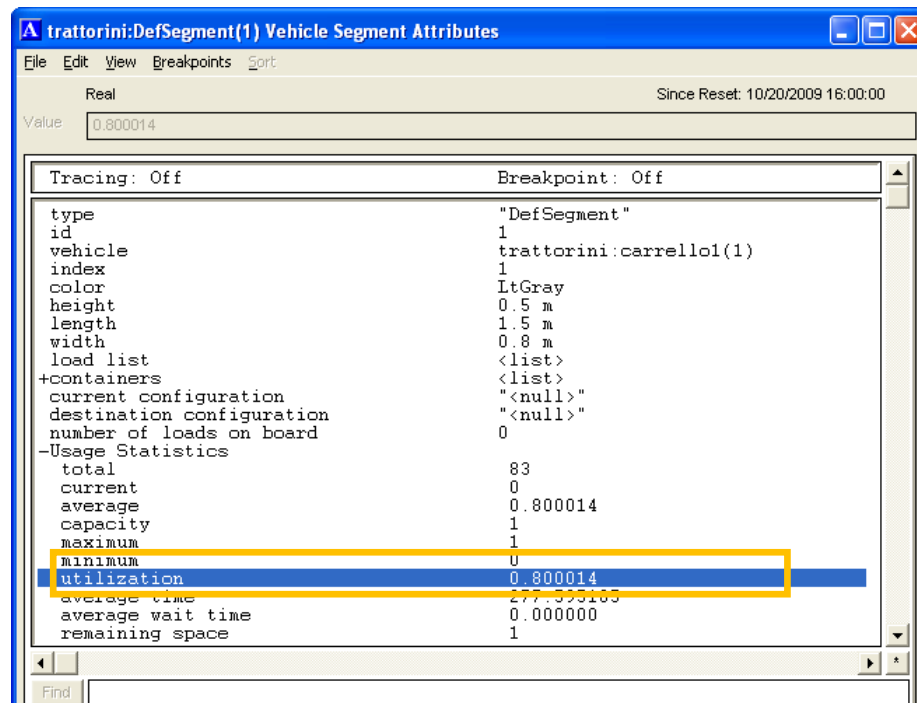 A trattorini:DefSegment(1) Vehicle Segment Attributes
File Edit View Breakpoints Sort
Real Since Reset: 10/20/2009 16:00:00
Value 0.800014
Tracing: Off Breakpoint: Off
type "DefSegment"
id 1
vehicle trattorini:carrello1(1)
index 1
color LtGray
height 0.5 m
length 1.5 m
width 0.8 m
load list <list>
+containers <list>
current configuration "<null>"
destination configuration "<null>"
number of loads on board 0
-Usage Statistics
total 83
current 0
average 0.800014
capacity 1
maximum 1
minimum 0
utilization 0.800014
average time
average wait time 0.000000
remaining space 1
*
Find